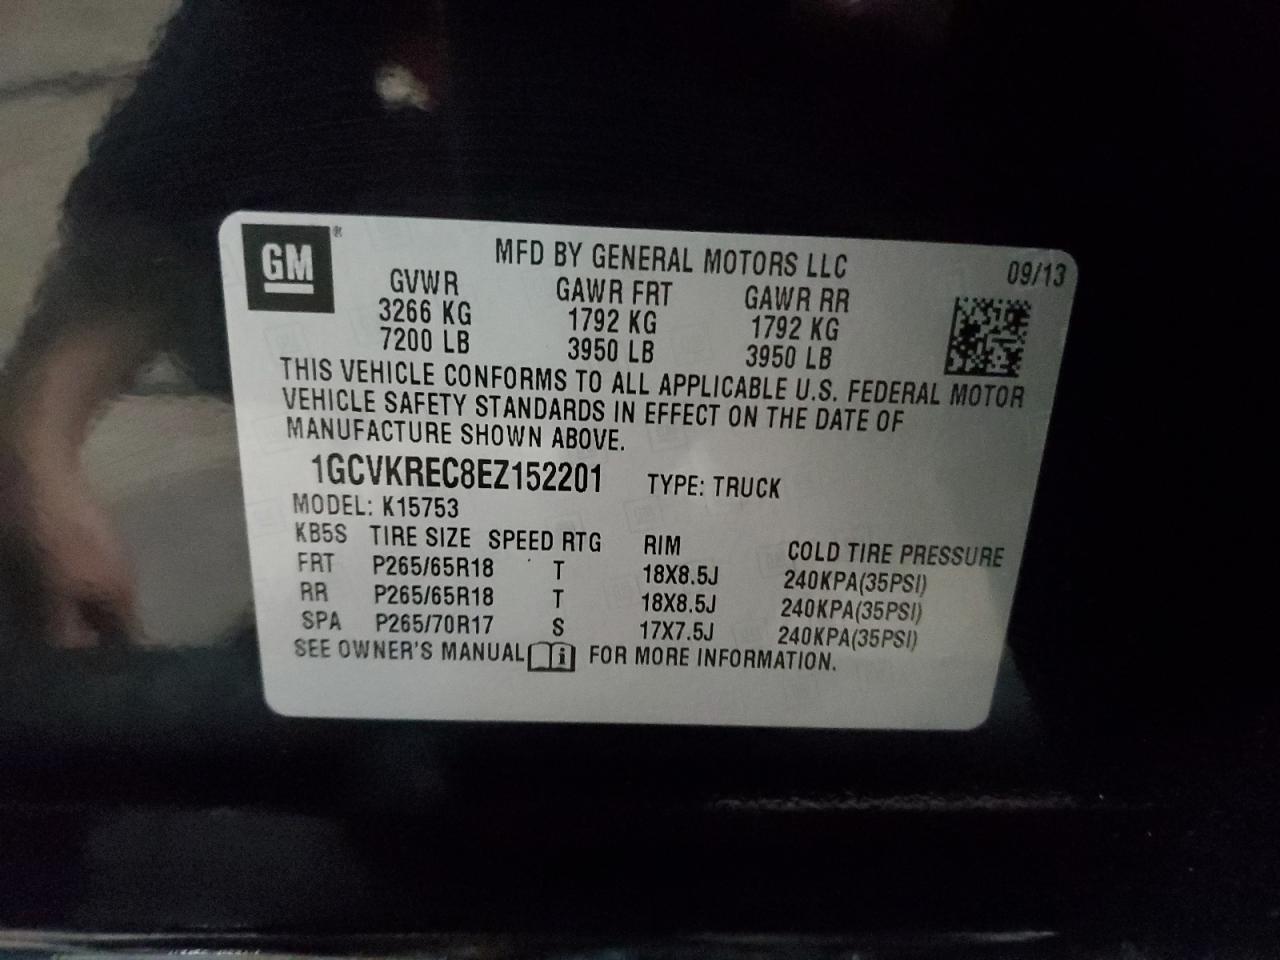 GM®
MFD BY GENERAL MOTORS LLC 09/13
GVWR GAWR FRT GAWR RR
3266 KG 1792 KG 1792 KG
7200 LB 3950 LB 3950 LB
THIS VEHICLE CONFORMS TO ALL APPLICABLE U.S. FEDERAL MOTOR
VEHICLE SAFETY STANDARDS IN EFFECT ON THE DATE OF
MANUFACTURE SHOWN ABOVE.
1GCVKREC8EZ152201 TYPE: TRUCK
MODEL: K15753
KB5S TIRE SIZE SPEED RTG RIM COLD TIRE PRESSURE
FRT P265/65R18 T 18X8.5J 240KPA(35PSI)
RR P265/65R18 T 18X8.5J 240KPA(35PSI)
SPA P265/70R17 S 17X7.5J 240KPA(35PSI)
SEE OWNER'S MANUAL i FOR MORE INFORMATION.